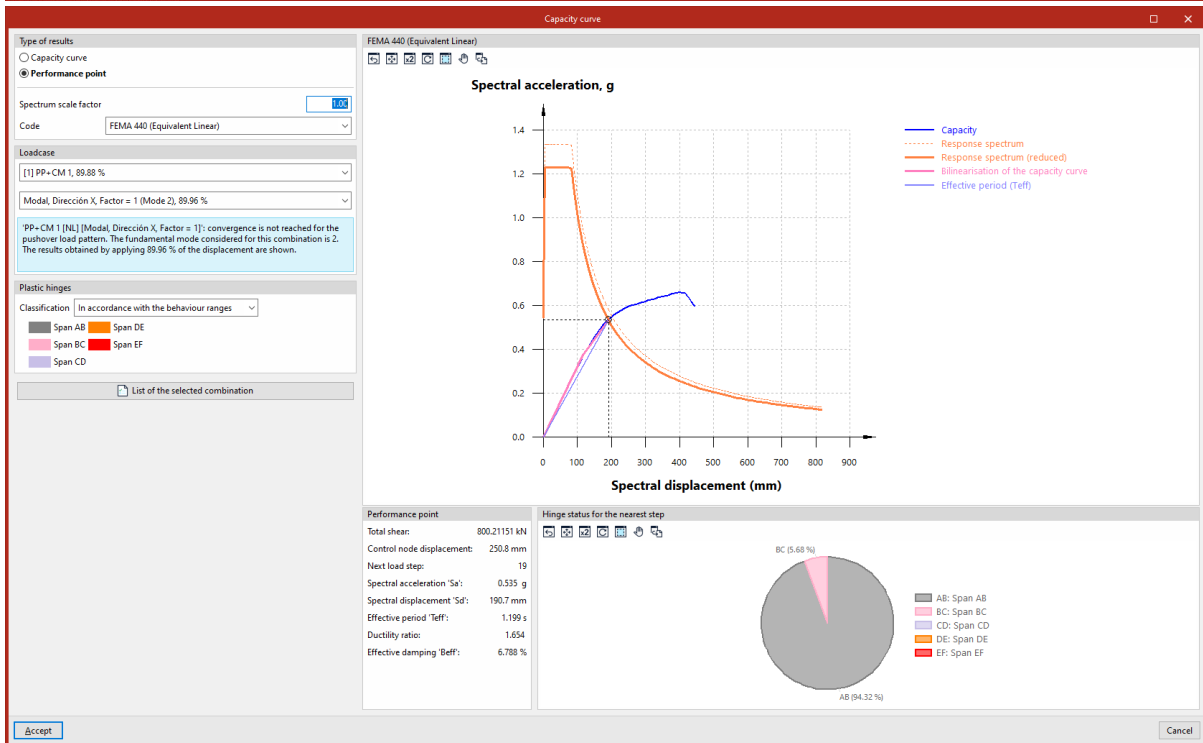 Capacity curve
Type of results
Capacity curve
Performance point
Spectrum scale factor
1.00
Code
FEMA 440 (Equivalent Linear)
Loadcase
[1] PP+CM 1, 89.88 %
Modal, Dirección X, Factor = 1 (Mode 2), 89.96 %
'PP+CM 1 [NL] [Modal, Dirección X, Factor = 1]': convergence is not reached for the
pushover load pattern. The fundamental mode considered for this combination is 2.
The results obtained by applying 89.96 % of the displacement are shown.
Plastic hinges
Classification
In accordance with the behaviour ranges
Span AB
Span DE
Span BC
Span EF
Span CD
List of the selected combination
FEMA 440 (Equivalent Linear)
x2
Spectral acceleration, g
1.4
1.2
1.0
0.8
0.6
0.4
0.2
0.0
0 100 200 300 400 500 600 700 800 900
Spectral displacement (mm)
Capacity
Response spectrum
Response spectrum (reduced)
Bilinearisation of the capacity curve
Effective period (Teff)
Performance point
Total shear: 800.21151 kN
Control node displacement: 250.8 mm
Next load step: 19
Spectral acceleration 'Sa': 0.535 g
Spectral displacement 'Sd': 190.7 mm
Effective period 'Teff': 1.199 s
Ductility ratio: 1.654
Effective damping 'Beff': 6.788 %
Hinge status for the nearest step
x2
BC (5.68 %)
AB (94.32 %)
AB: Span AB
BC: Span BC
CD: Span CD
DE: Span DE
EF: Span EF
Accept
Cancel